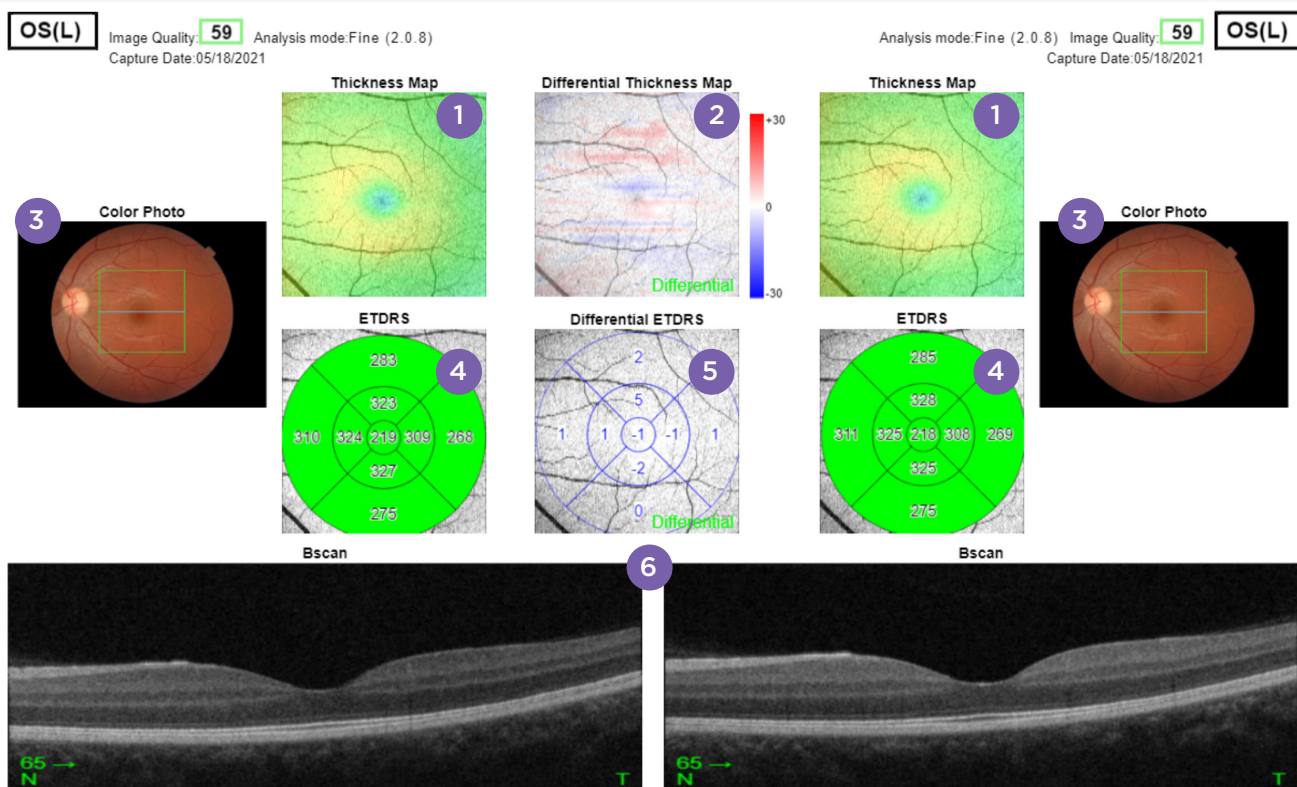 OS(L)
Image Quality: 59 Analysis mode:Fine (2.0.8)
Capture Date:05/18/2021
Analysis mode:Fine (2.0.8) Image Quality: 59
Capture Date:05/18/2021
OS(L)
Thickness Map
1
Differential Thickness Map
2
+30
0
-30
Differential
Thickness Map
1
3
Color Photo
3
Color Photo
ETDRS
4
283
323
310 324 219 309 268
327
275
Differential ETDRS
5
2
5
1 1 -1 -1 1
-2
0
Differential
ETDRS
4
285
328
311 325 218 308 269
325
275
Bscan
6
Bscan
65 →
N T
65 →
N T